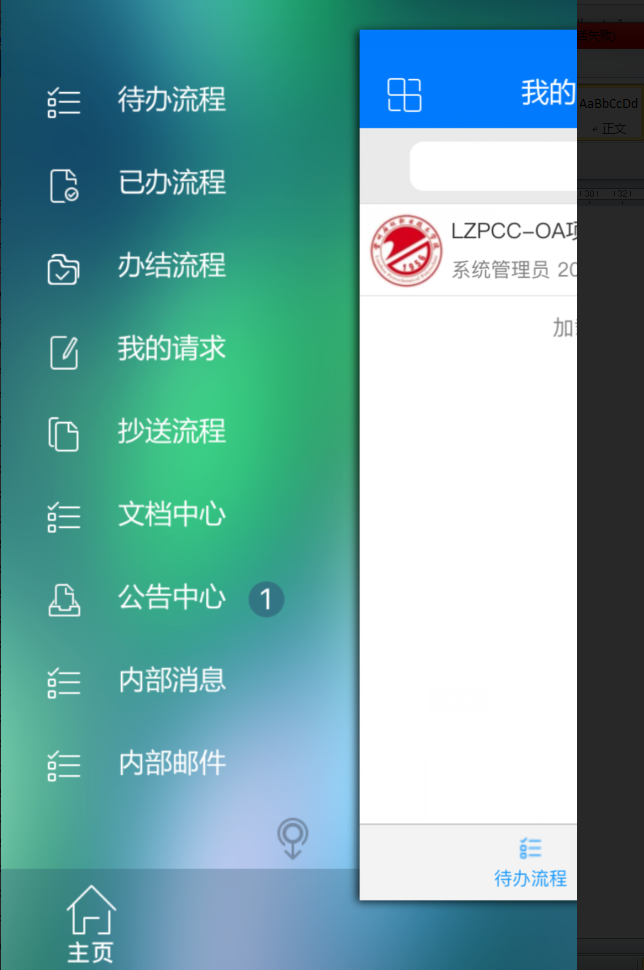 待办流程
已办流程
办结流程
我的请求
抄送流程
文档中心
公告中心 1
内部消息
内部邮件
主页
我的
LZPCC-OA项
系统管理员 20
加
待办流程
AaBbCcDd
正文
1956